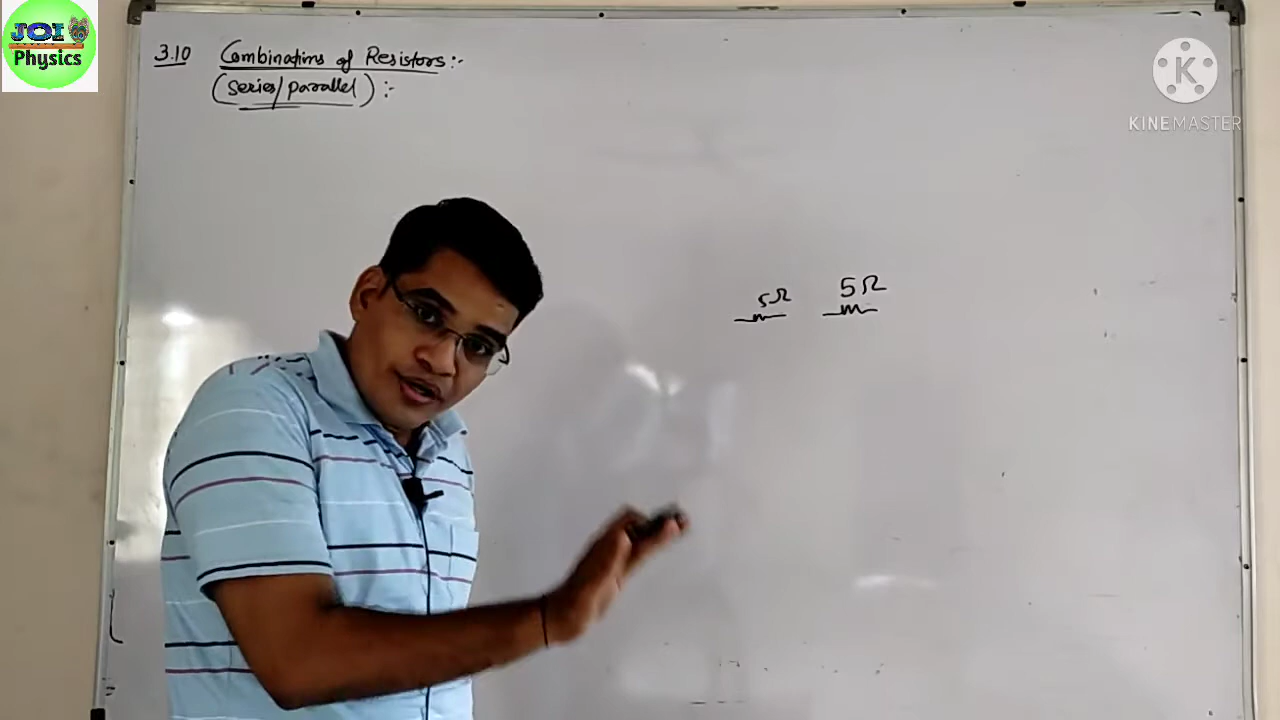 JOI
Physics
3.10 Combinations of Resistors:-
(Series/parallel):-
5Ω 5Ω
KINEMASTER